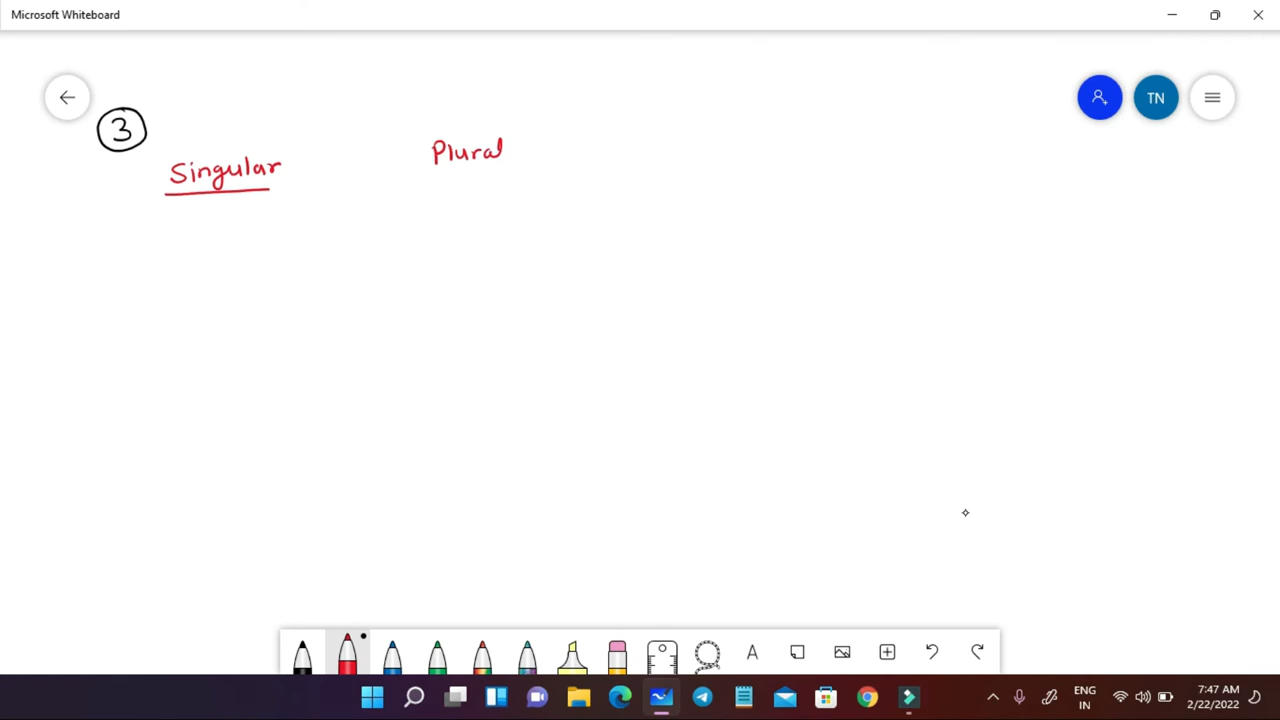 Microsoft Whiteboard
TN
3
Singular Plural
A
ENG
IN
7:47 AM
2/22/2022